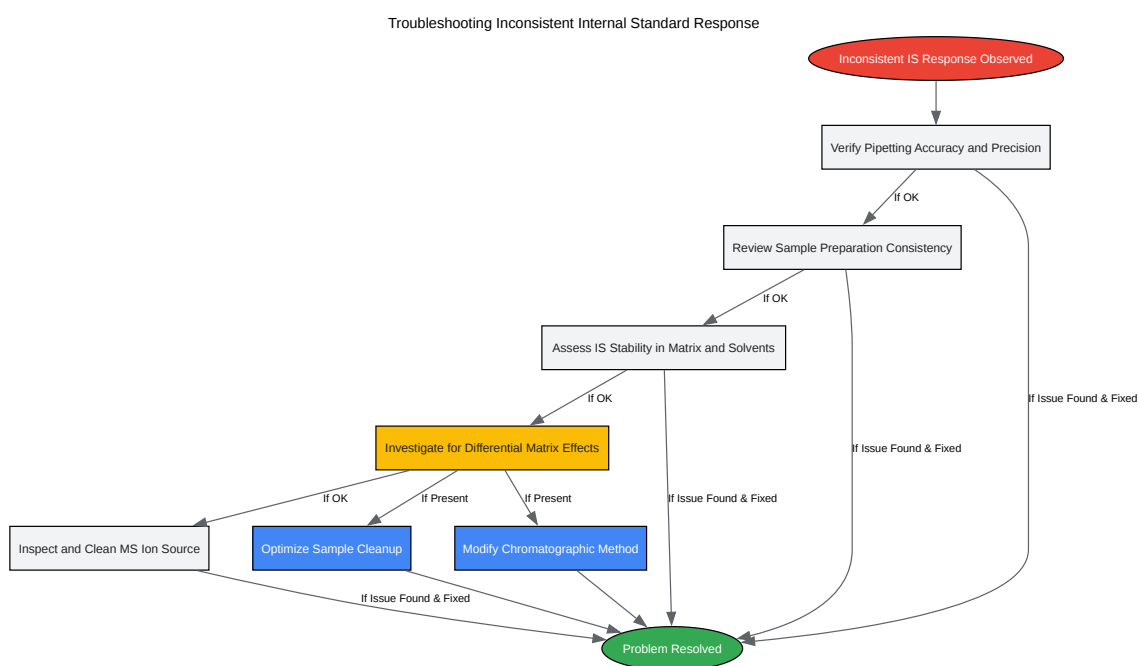 Troubleshooting Inconsistent Internal Standard Response
Inconsistent IS Response Observed
Verify Pipetting Accuracy and Precision
If OK
Review Sample Preparation Consistency
If OK
Assess IS Stability in Matrix and Solvents
If OK
If Issue Found & Fixed
Investigate for Differential Matrix Effects
If Issue Found & Fixed
If OK
If Present
If Present
If Issue Found & Fixed
Inspect and Clean MS Ion Source
Optimize Sample Cleanup
Modify Chromatographic Method
If Issue Found & Fixed
Problem Resolved